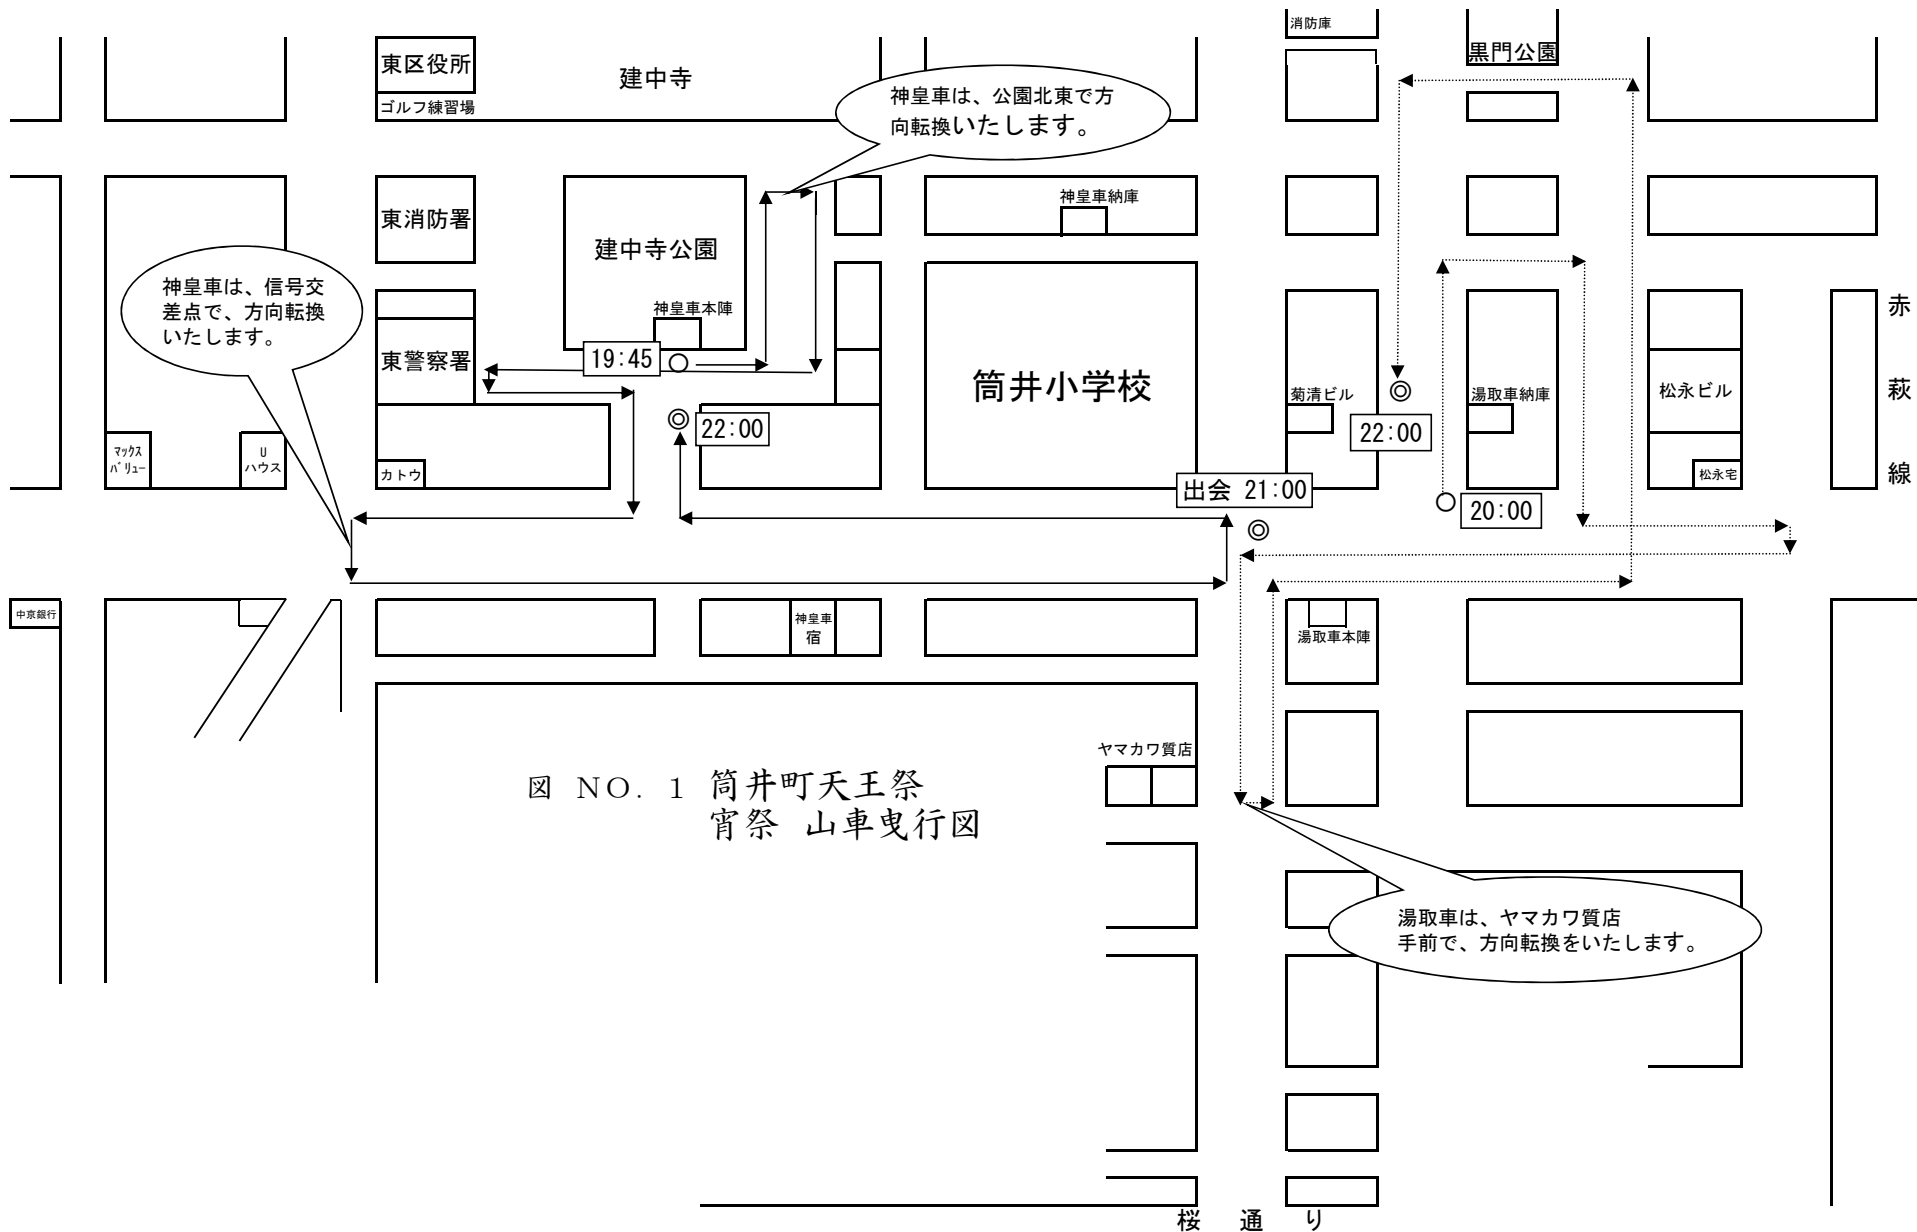 消防庫
東区役所
建中寺
黒門公園
ゴルフ練習場
神皇車は、公園北東で方
向転換いたします。
神皇車納庫
東消防署
建中寺公園
神皇車は、信号交
差点で、方向転換
いたします。
神皇車本陣
赤
萩
線
東警察署
19:45
筒井小学校
菊清ビル
湯取車納庫
松永ビル
22:00
22:00
マックス
バリュー
U
ハウス
カトウ
松永宅
出会 21:00
20:00
中京銀行
神皇車
宿
湯取車本陣
ヤマカワ質店
図 NO. 1 筒井町天王祭
宵祭 山車曳行図
湯取車は、ヤマカワ質店
手前で、方向転換をいたします。
桜 通 り